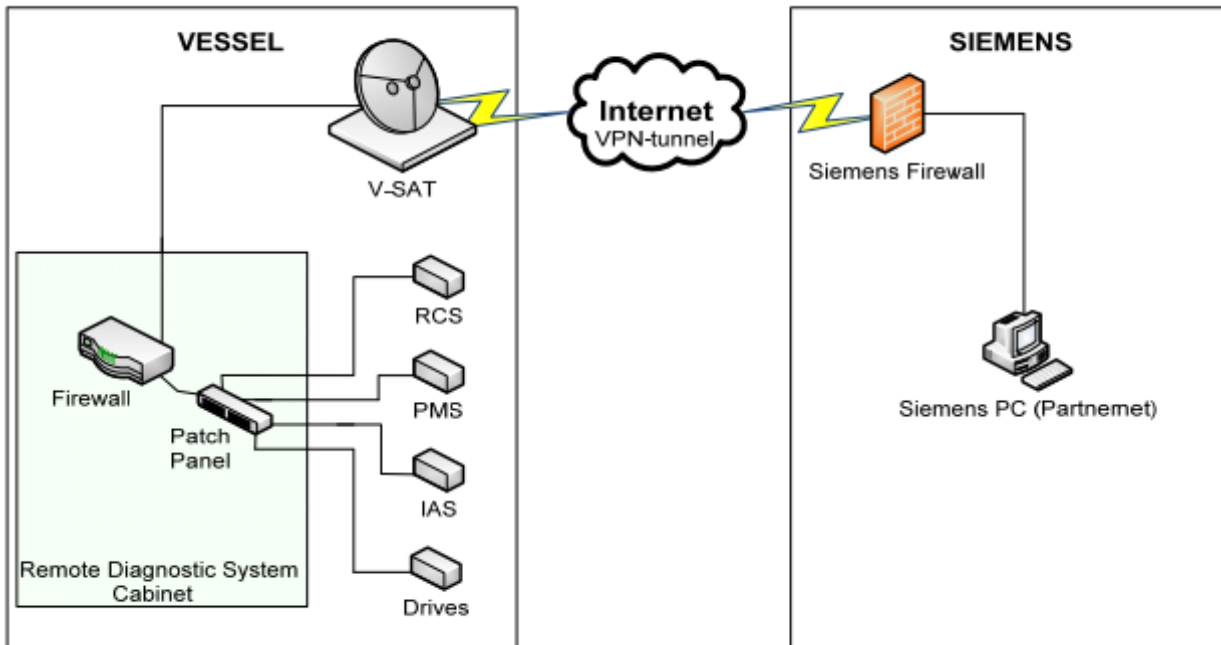 VESSEL
V-SAT
Firewall
Patch
Panel
Remote Diagnostic System
Cabinet
RCS
PMS
IAS
Drives
Internet
VPN-tunnel
SIEMENS
Siemens Firewall
Siemens PC (Partnernet)